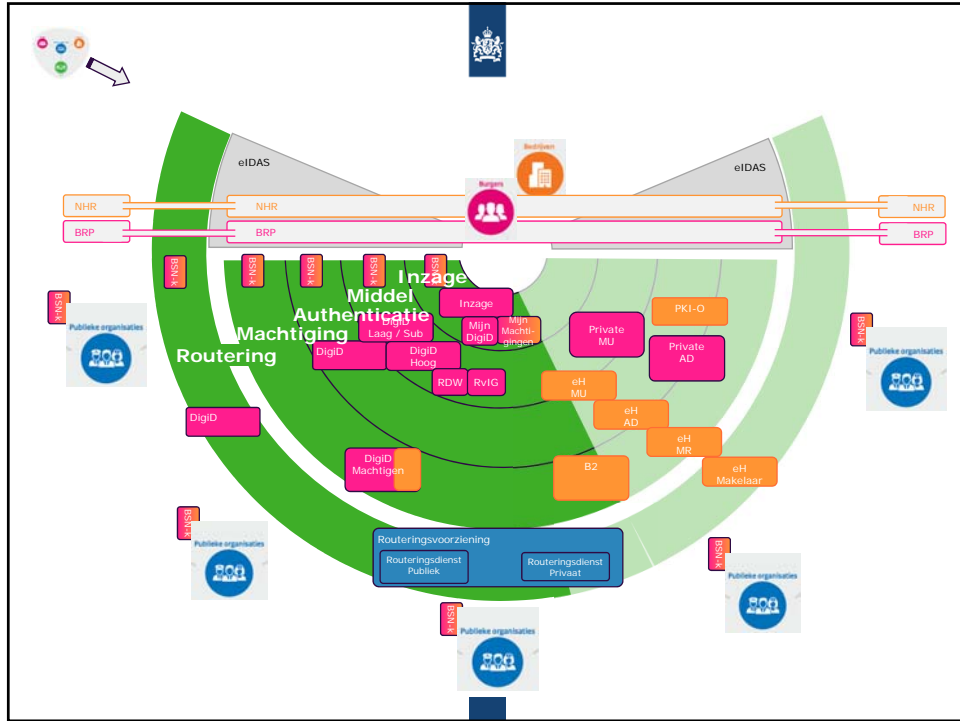 Bedrijven
eIDAS
eIDAS
Burgers
NHR
NHR
NHR
BRP
BRP
BRP
BSN-k
BSN-k
BSN-k
BSN-k
BSN-k
Inzage
Middel
Authenticatie
Machtiging
Routering
Inzage
Mijn
DigiD
Mijn
Machti-
gingen
DigiD
Laag / Sub
DigiD
DigiD
Hoog
RDW
RvIG
Private
MU
PKI-O
Private
AD
eH
MU
eH
AD
eH
MR
eH
Makelaar
B2
DigiD
DigiD
Machtigen
BSN-k
Publieke organisaties
BSN-k
Publieke organisaties
Routeringsvoorziening
Routeringsdienst
Publiek
Routeringsdienst
Privaat
BSN-k
Publieke organisaties
BSN-k
Publieke organisaties
BSN-k
Publieke organisaties